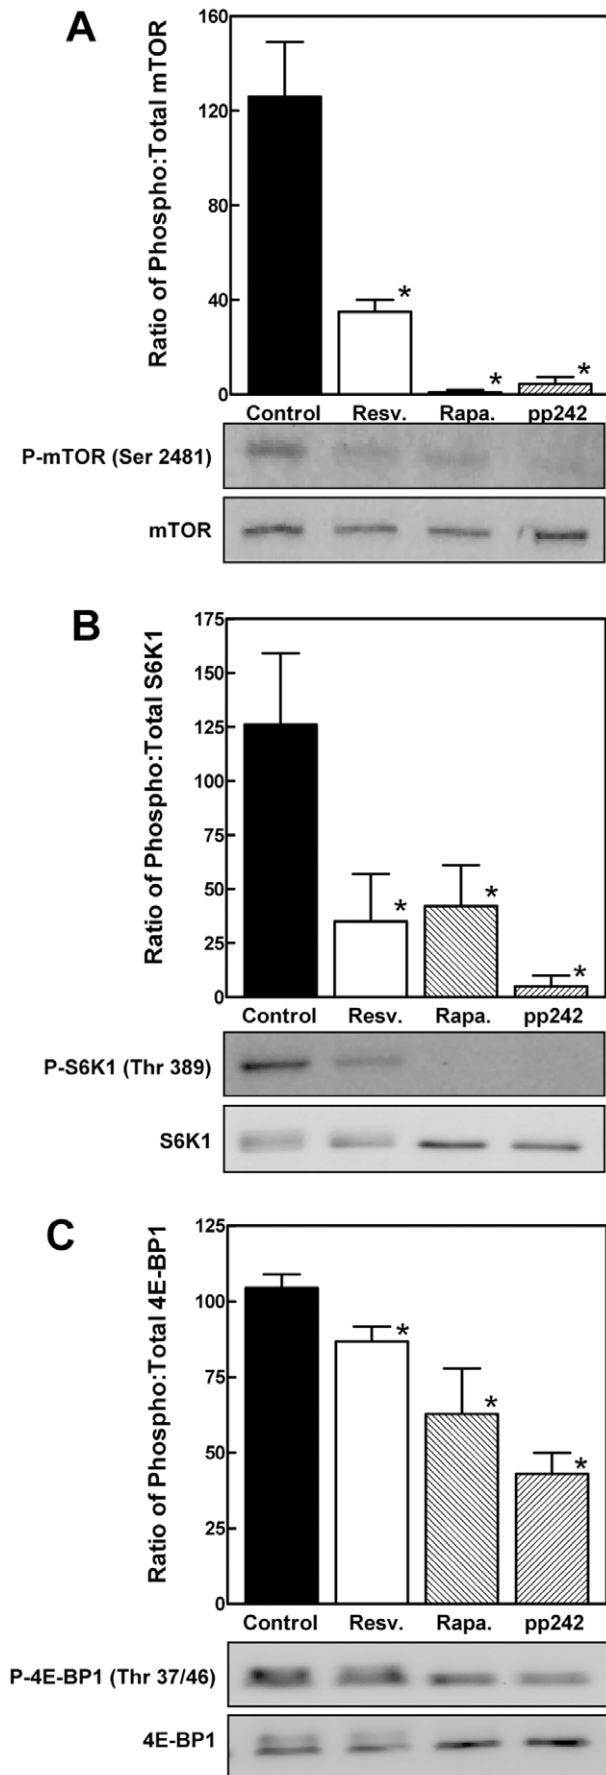 A
Ratio of Phospho:Total mTOR
160
120
80
40
0
*
*
*
Control Resv. Rapa. pp242
P-mTOR (Ser 2481)
mTOR
B
Ratio of Phospho:Total S6K1
175
150
125
100
75
50
25
0
*
*
*
Control Resv. Rapa. pp242
P-S6K1 (Thr 389)
S6K1
C
Ratio of Phospho:Total 4E-BP1
125
100
75
50
25
0
*
*
*
Control Resv. Rapa. pp242
P-4E-BP1 (Thr 37/46)
4E-BP1